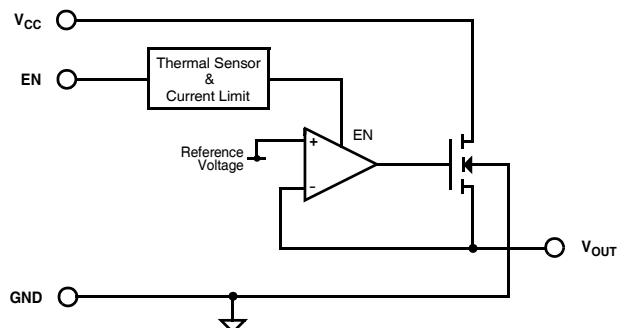 VCC
EN
Thermal Sensor
&
Current Limit
EN
Reference
Voltage
+
-
VOUT
GND